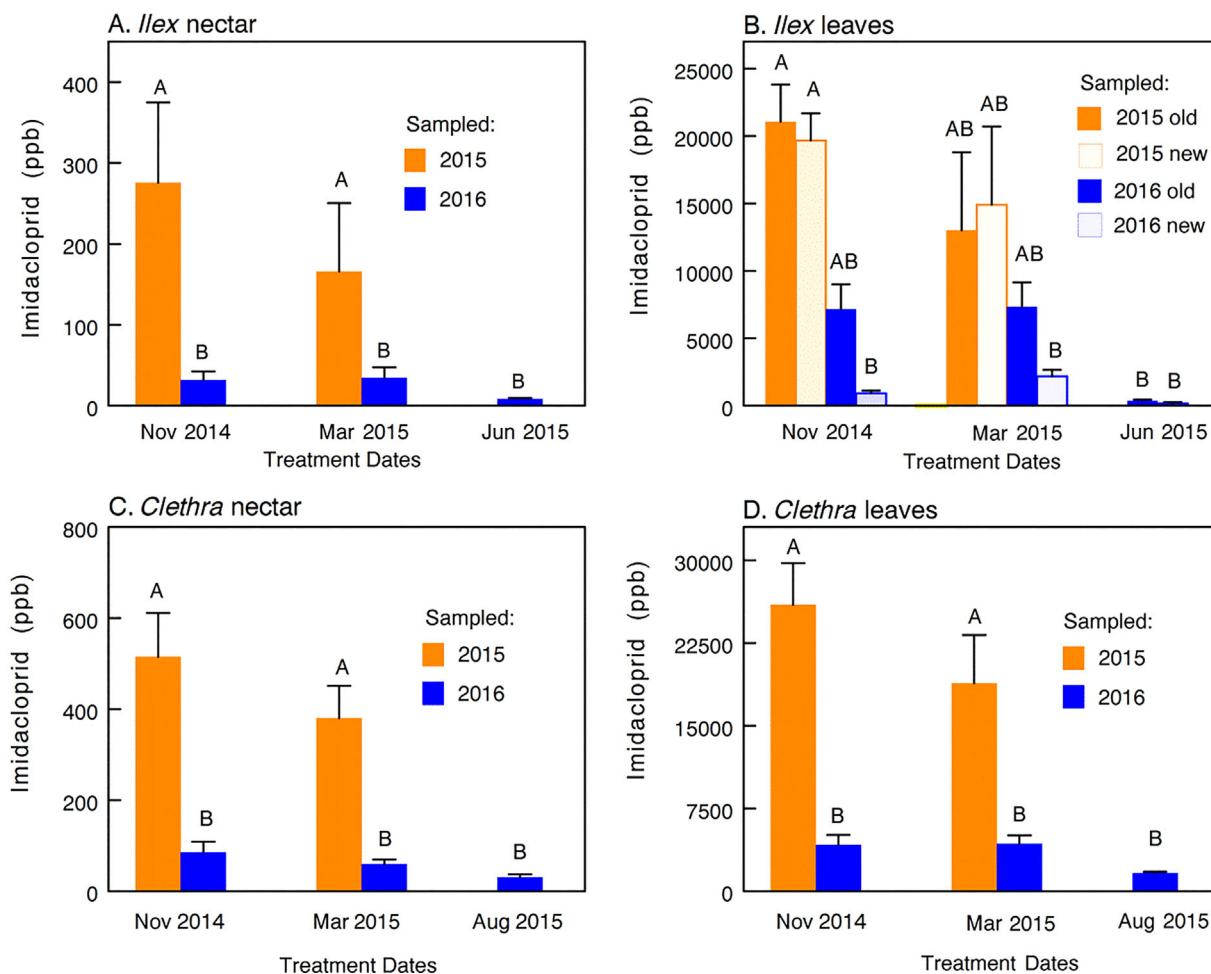 A. Ilex nectar
Imidacloprid (ppb)
400
300
200
100
0
A
B
A
B
B
Sampled:
2015
2016
Nov 2014
Mar 2015
Jun 2015
Treatment Dates
B. Ilex leaves
Imidacloprid (ppb)
25000
20000
15000
10000
5000
0
A
A
AB
B
AB
AB
AB
B
B
B
Sampled:
2015 old
2015 new
2016 old
2016 new
Nov 2014
Mar 2015
Jun 2015
Treatment Dates
C. Clethra nectar
Imidacloprid (ppb)
800
600
400
200
0
A
B
A
B
B
Sampled:
2015
2016
Nov 2014
Mar 2015
Aug 2015
Treatment Dates
D. Clethra leaves
Imidacloprid (ppb)
30000
22500
15000
7500
0
A
B
A
B
B
Sampled:
2015
2016
Nov 2014
Mar 2015
Aug 2015
Treatment Dates